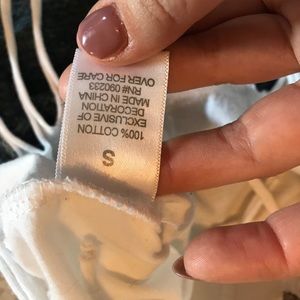 S
100% COTTON
EXCLUSIVE OF
DECORATION
MADE IN CHINA
RN# 090233
OVER FOR CARE